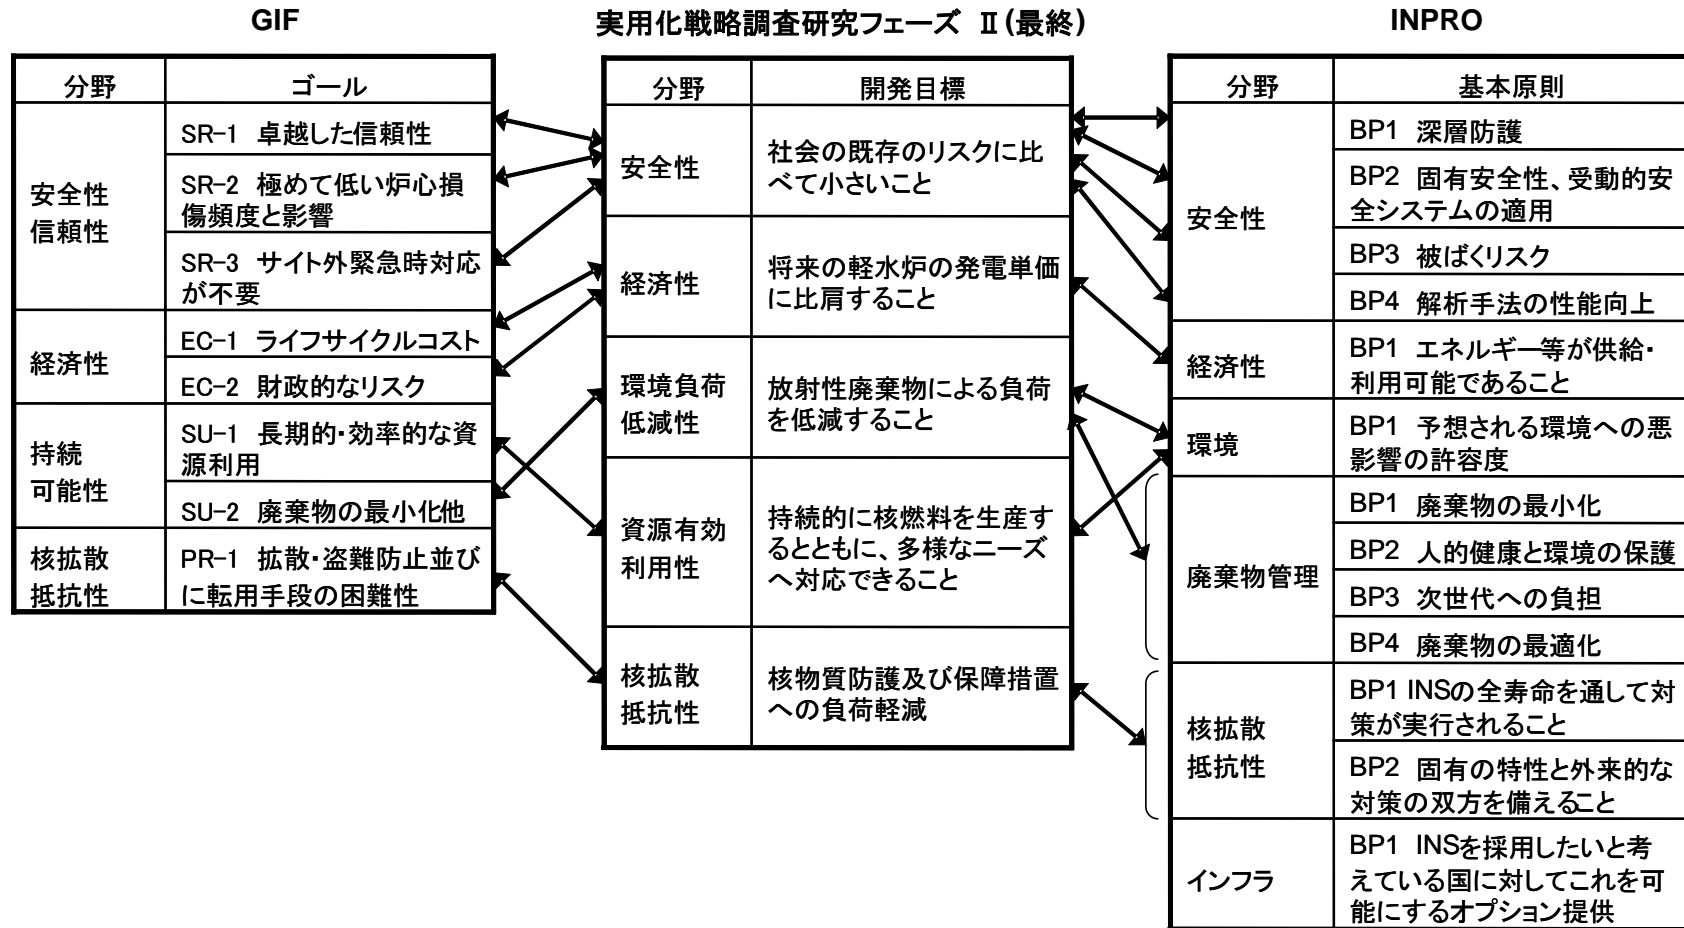 GIF
分野
ゴール
安全性
信頼性
SR-1 卓越した信頼性
SR-2 極めて低い炉心損
傷頻度と影響
SR-3 サイト外緊急時対応
が不要
経済性
EC-1 ライフサイクルコスト
EC-2 財政的なリスク
持続
可能性
SU-1 長期的・効率的な資
源利用
SU-2 廃棄物の最小化他
核拡散
抵抗性
PR-1 拡散・盗難防止並び
に転用手段の困難性
実用化戦略調査研究フェーズ Ⅱ(最終)
分野
開発目標
安全性
社会の既存のリスクに比
べて小さいこと
経済性
将来の軽水炉の発電単価
に比肩すること
環境負荷
低減性
放射性廃棄物による負荷
を低減すること
資源有効
利用性
持続的に核燃料を生産す
るとともに、多様なニーズ
へ対応できること
核拡散
抵抗性
核物質防護及び保障措置
への負荷軽減
INPRO
分野
基本原則
安全性
BP1 深層防護
BP2 固有安全性、受動的安
全システムの適用
BP3 被ばくリスク
BP4 解析手法の性能向上
経済性
BP1 エネルギー等が供給・
利用可能であること
環境
BP1 予想される環境への悪
影響の許容度
廃棄物管理
BP1 廃棄物の最小化
BP2 人的健康と環境の保護
BP3 次世代への負担
BP4 廃棄物の最適化
核拡散
抵抗性
BP1 INSの全寿命を通して対
策が実行されること
BP2 固有の特性と外来的な
対策の双方を備えること
インフラ
BP1 INSを採用したいと考
えている国に対してこれを可
能にするオプション提供